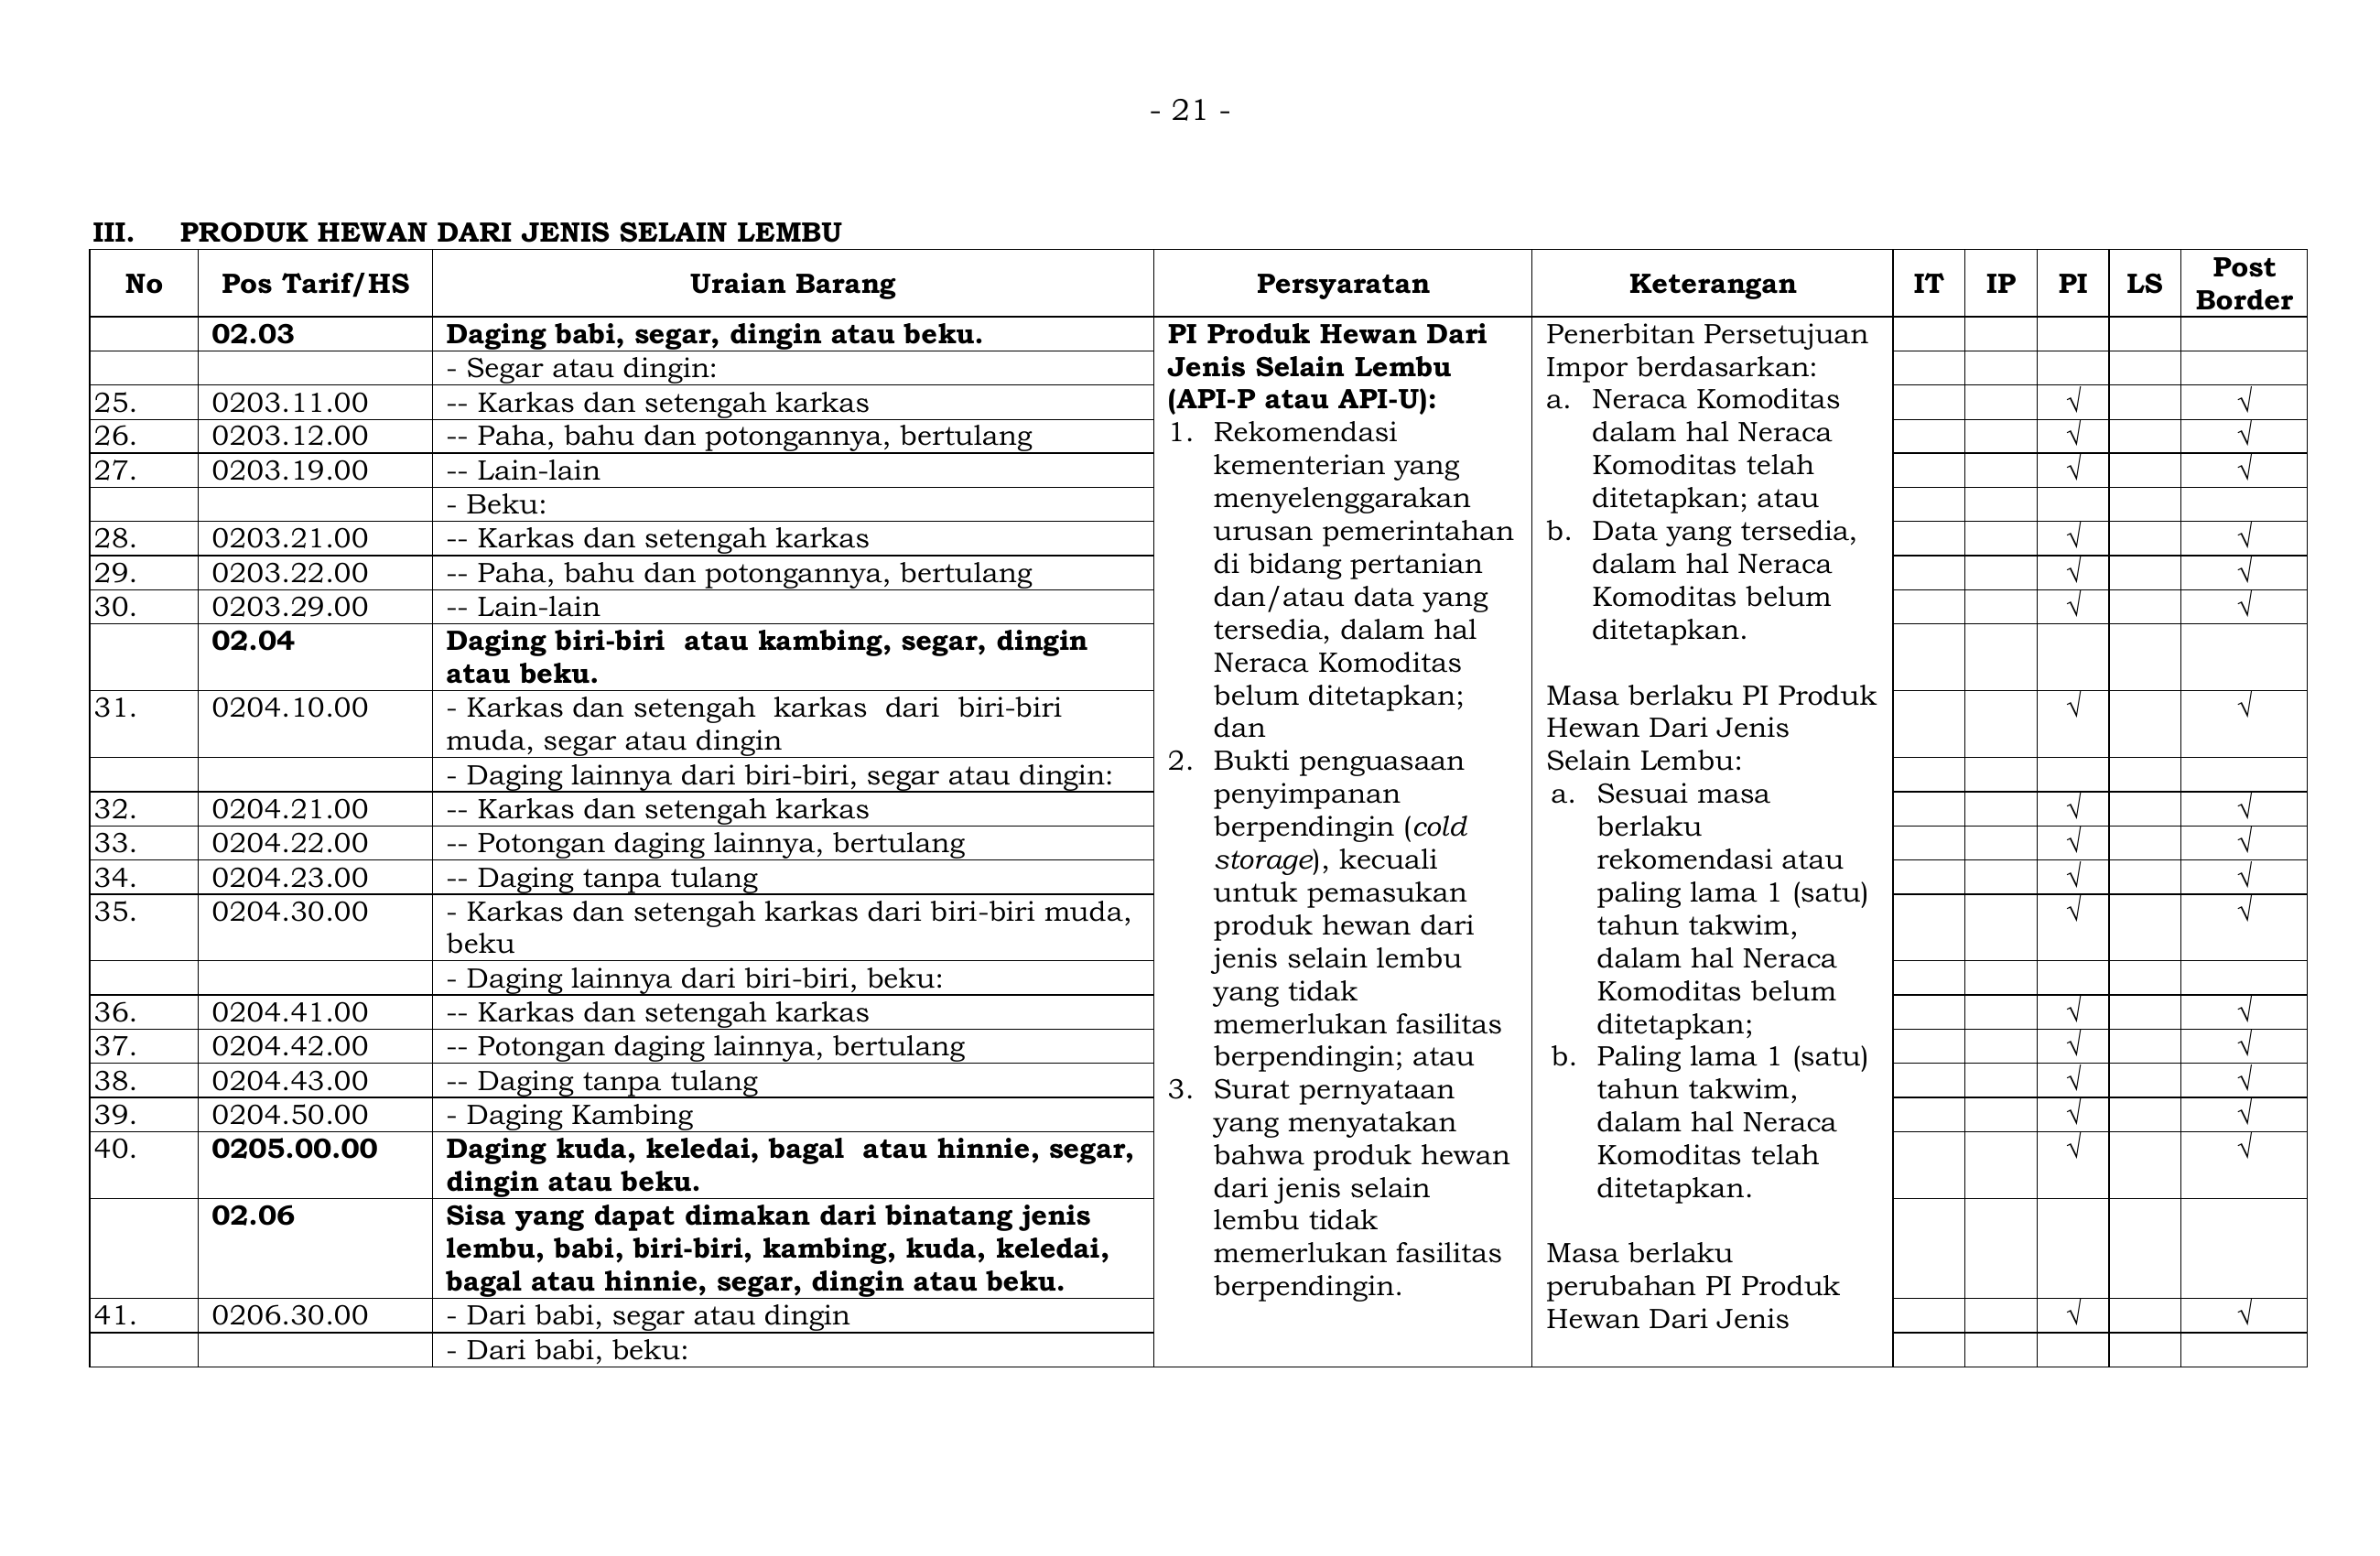 - 21 -
III. PRODUK HEWAN DARI JENIS SELAIN LEMBU
No Pos Tarif/HS Uraian Barang Persyaratan Keterangan IT IP PI LS Post Border
02.03 Daging babi, segar, dingin atau beku.
- Segar atau dingin:
25. 0203.11.00 -- Karkas dan setengah karkas √ √
26. 0203.12.00 -- Paha, bahu dan potongannya, bertulang √ √
27. 0203.19.00 -- Lain-lain √ √
- Beku:
28. 0203.21.00 -- Karkas dan setengah karkas √ √
29. 0203.22.00 -- Paha, bahu dan potongannya, bertulang √ √
30. 0203.29.00 -- Lain-lain √ √
02.04 Daging biri-biri  atau kambing, segar, dingin
atau beku.
31. 0204.10.00 - Karkas dan setengah  karkas  dari  biri-biri √ √
muda, segar atau dingin
- Daging lainnya dari biri-biri, segar atau dingin:
32. 0204.21.00 -- Karkas dan setengah karkas √ √
33. 0204.22.00 -- Potongan daging lainnya, bertulang √ √
34. 0204.23.00 -- Daging tanpa tulang √ √
35. 0204.30.00 - Karkas dan setengah karkas dari biri-biri muda, √ √
beku
- Daging lainnya dari biri-biri, beku:
36. 0204.41.00 -- Karkas dan setengah karkas √ √
37. 0204.42.00 -- Potongan daging lainnya, bertulang √ √
38. 0204.43.00 -- Daging tanpa tulang √ √
39. 0204.50.00 - Daging Kambing √ √
40. 0205.00.00 Daging kuda, keledai, bagal  atau hinnie, segar, √ √
dingin atau beku.
02.06 Sisa yang dapat dimakan dari binatang jenis
lembu, babi, biri-biri, kambing, kuda, keledai,
bagal atau hinnie, segar, dingin atau beku.
41. 0206.30.00 - Dari babi, segar atau dingin √ √
- Dari babi, beku:
PI Produk Hewan Dari
Jenis Selain Lembu
(API-P atau API-U):
1. Rekomendasi
kementerian yang
menyelenggarakan
urusan pemerintahan
di bidang pertanian
dan/atau data yang
tersedia, dalam hal
Neraca Komoditas
belum ditetapkan;
dan
2. Bukti penguasaan
penyimpanan
berpendingin (cold
storage), kecuali
untuk pemasukan
produk hewan dari
jenis selain lembu
yang tidak
memerlukan fasilitas
berpendingin; atau
3. Surat pernyataan
yang menyatakan
bahwa produk hewan
dari jenis selain
lembu tidak
memerlukan fasilitas
berpendingin.
Penerbitan Persetujuan
Impor berdasarkan:
a. Neraca Komoditas
dalam hal Neraca
Komoditas telah
ditetapkan; atau
b. Data yang tersedia,
dalam hal Neraca
Komoditas belum
ditetapkan.
Masa berlaku PI Produk
Hewan Dari Jenis
Selain Lembu:
a. Sesuai masa
berlaku
rekomendasi atau
paling lama 1 (satu)
tahun takwim,
dalam hal Neraca
Komoditas belum
ditetapkan;
b. Paling lama 1 (satu)
tahun takwim,
dalam hal Neraca
Komoditas telah
ditetapkan.
Masa berlaku
perubahan PI Produk
Hewan Dari Jenis